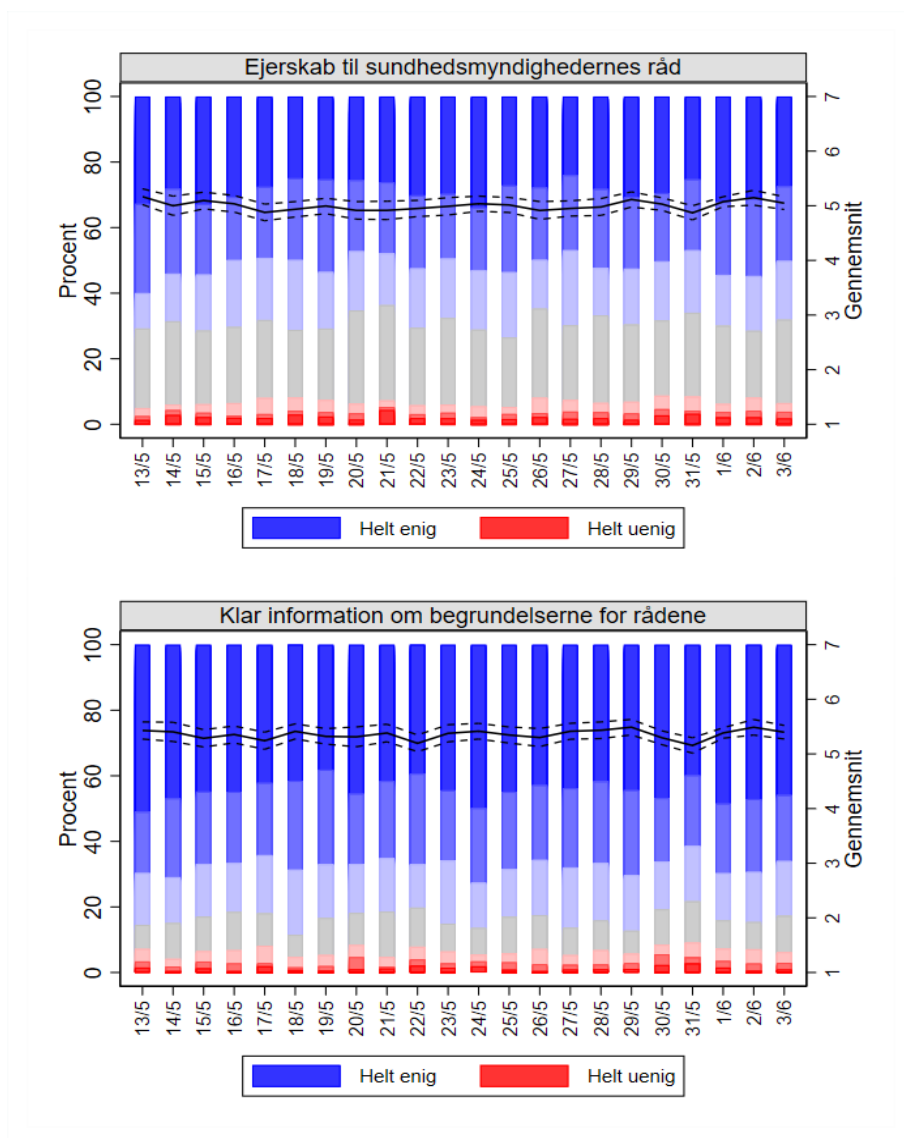 Ejerskab til sundhedsmyndighedernes råd
Procent
0 20 40 60 80 100
Gennemsnit
1 2 3 4 5 6 7
13/5 14/5 15/5 16/5 17/5 18/5 19/5 20/5 21/5 22/5 23/5 24/5 25/5 26/5 27/5 28/5 29/5 30/5 31/5 1/6 2/6 3/6
Helt enig Helt uenig
Klar information om begrundelserne for rådene
Procent
0 20 40 60 80 100
Gennemsnit
1 2 3 4 5 6 7
13/5 14/5 15/5 16/5 17/5 18/5 19/5 20/5 21/5 22/5 23/5 24/5 25/5 26/5 27/5 28/5 29/5 30/5 31/5 1/6 2/6 3/6
Helt enig Helt uenig